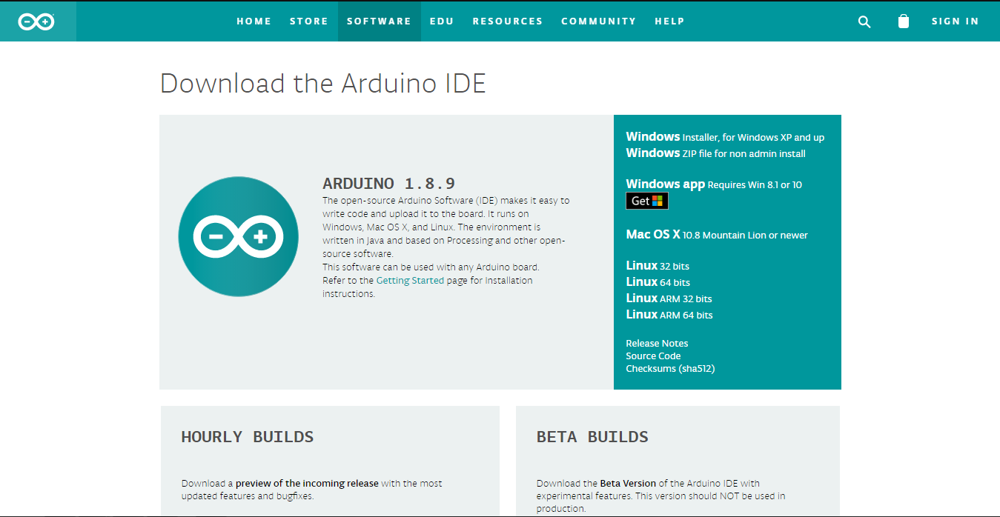 HOME STORE SOFTWARE EDU RESOURCES COMMUNITY HELP SIGN IN
Download the Arduino IDE
ARDUINO 1.8.9
The open-source Arduino Software (IDE) makes it easy to
write code and upload it to the board. It runs on
Windows, Mac OS X, and Linux. The environment is
written in Java and based on Processing and other open-
source software.
This software can be used with any Arduino board.
Refer to the Getting Started page for Installation
instructions.
Windows Installer, for Windows XP and up
Windows ZIP file for non admin install
Windows app Requires Win 8.1 or 10
Get
Mac OS X 10.8 Mountain Lion or newer
Linux 32 bits
Linux 64 bits
Linux ARM 32 bits
Linux ARM 64 bits
Release Notes
Source Code
Checksums (sha512)
HOURLY BUILDS
Download a preview of the incoming release with the most
updated features and bugfixes.
BETA BUILDS
Download the Beta Version of the Arduino IDE with
experimental features. This version should NOT be used in
production.